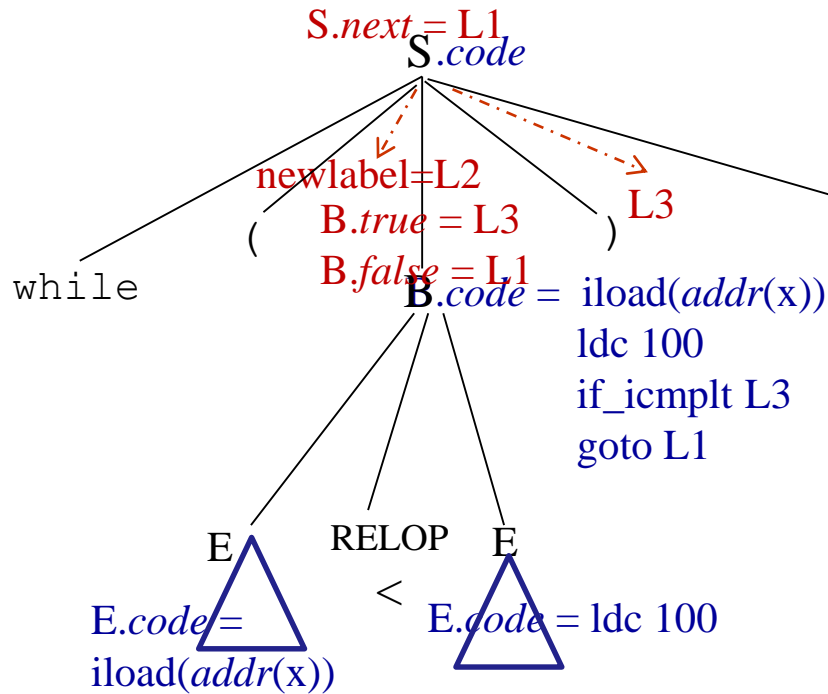 S.next = L1
S.code
newlabel=L2
L3
B.true = L3
( )
B.false = L1
while
B.code = iload(addr(x))
ldc 100
if_icmplt L3
goto L1
E RELOP E
<
E.code = 
iload(addr(x))
E.code = ldc 100